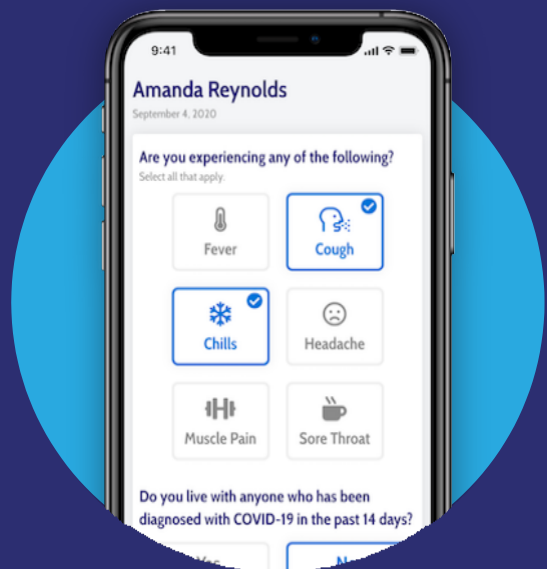 9:41
Amanda Reynolds
September 4, 2020
Are you experiencing any of the following?
Select all that apply.
Fever
Cough
Chills
Headache
Muscle Pain
Sore Throat
Do you live with anyone who has been
diagnosed with COVID-19 in the past 14 days?